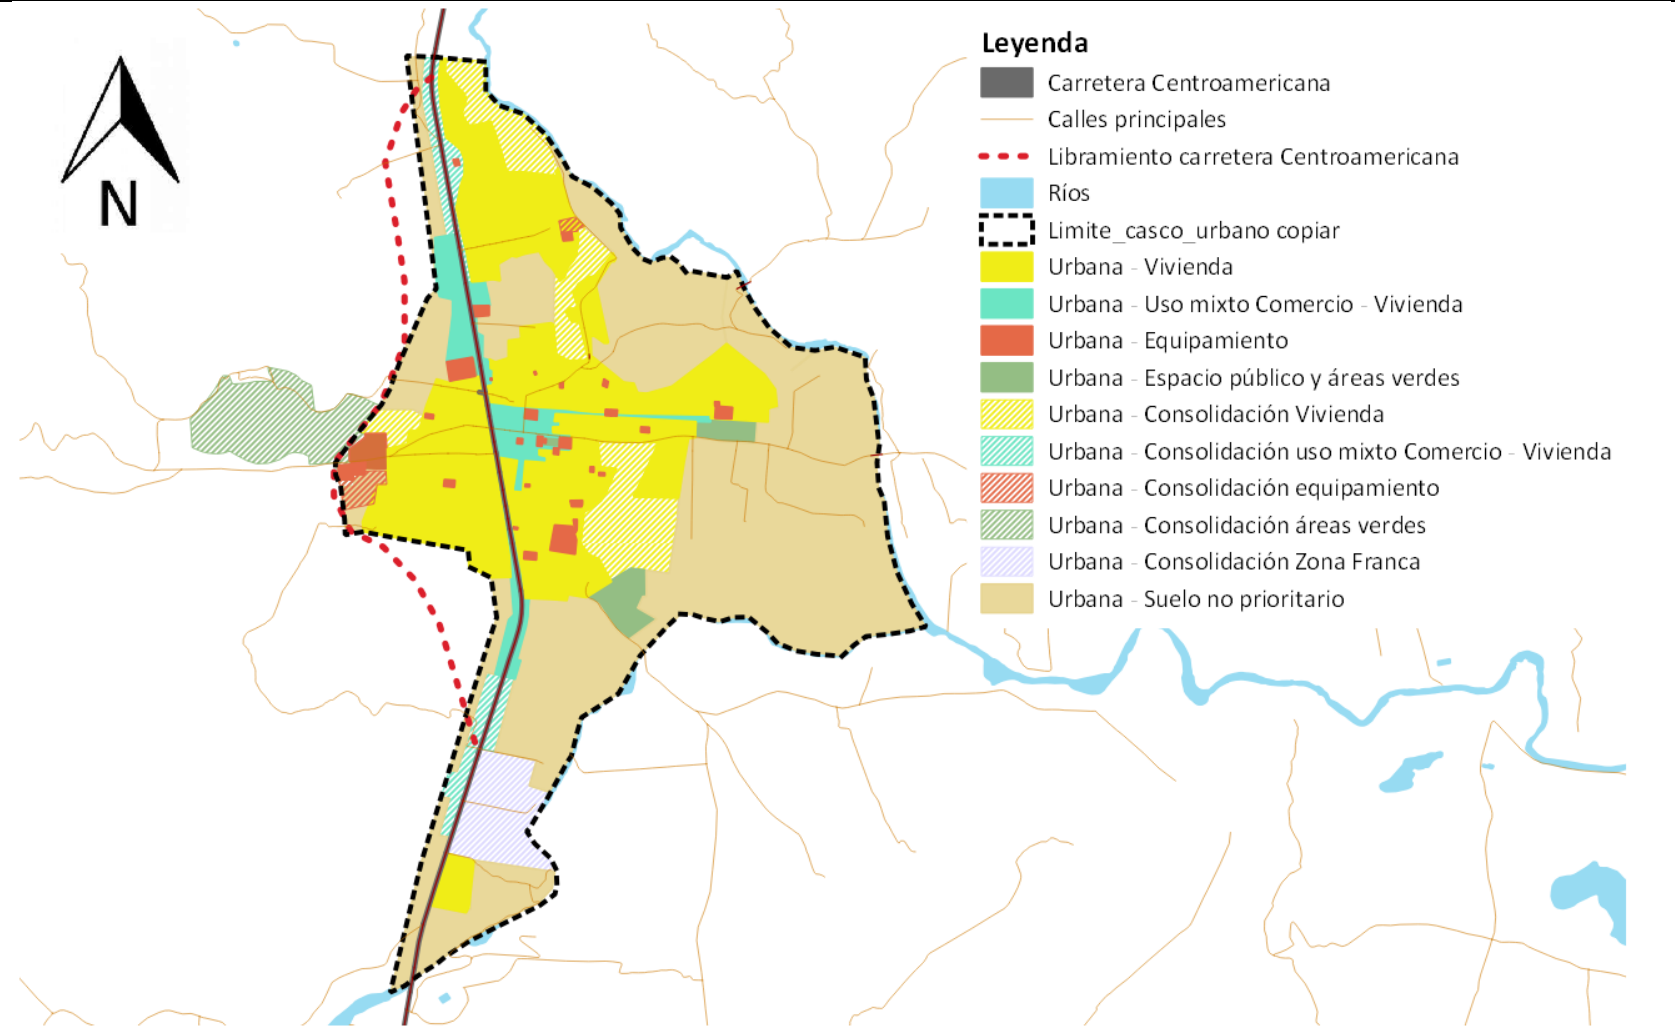 N
Leyenda
Carretera Centroamericana
Calles principales
Libramiento carretera Centroamericana
Ríos
Limite_casco_urbano copiar
Urbana - Vivienda
Urbana - Uso mixto Comercio - Vivienda
Urbana - Equipamiento
Urbana - Espacio público y áreas verdes
Urbana - Consolidación Vivienda
Urbana - Consolidación uso mixto Comercio - Vivienda
Urbana - Consolidación equipamiento
Urbana - Consolidación áreas verdes
Urbana - Consolidación Zona Franca
Urbana - Suelo no prioritario